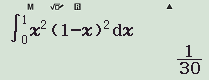 M √□/ R ▲
∫₀¹x²(1−x)²dx
1/30